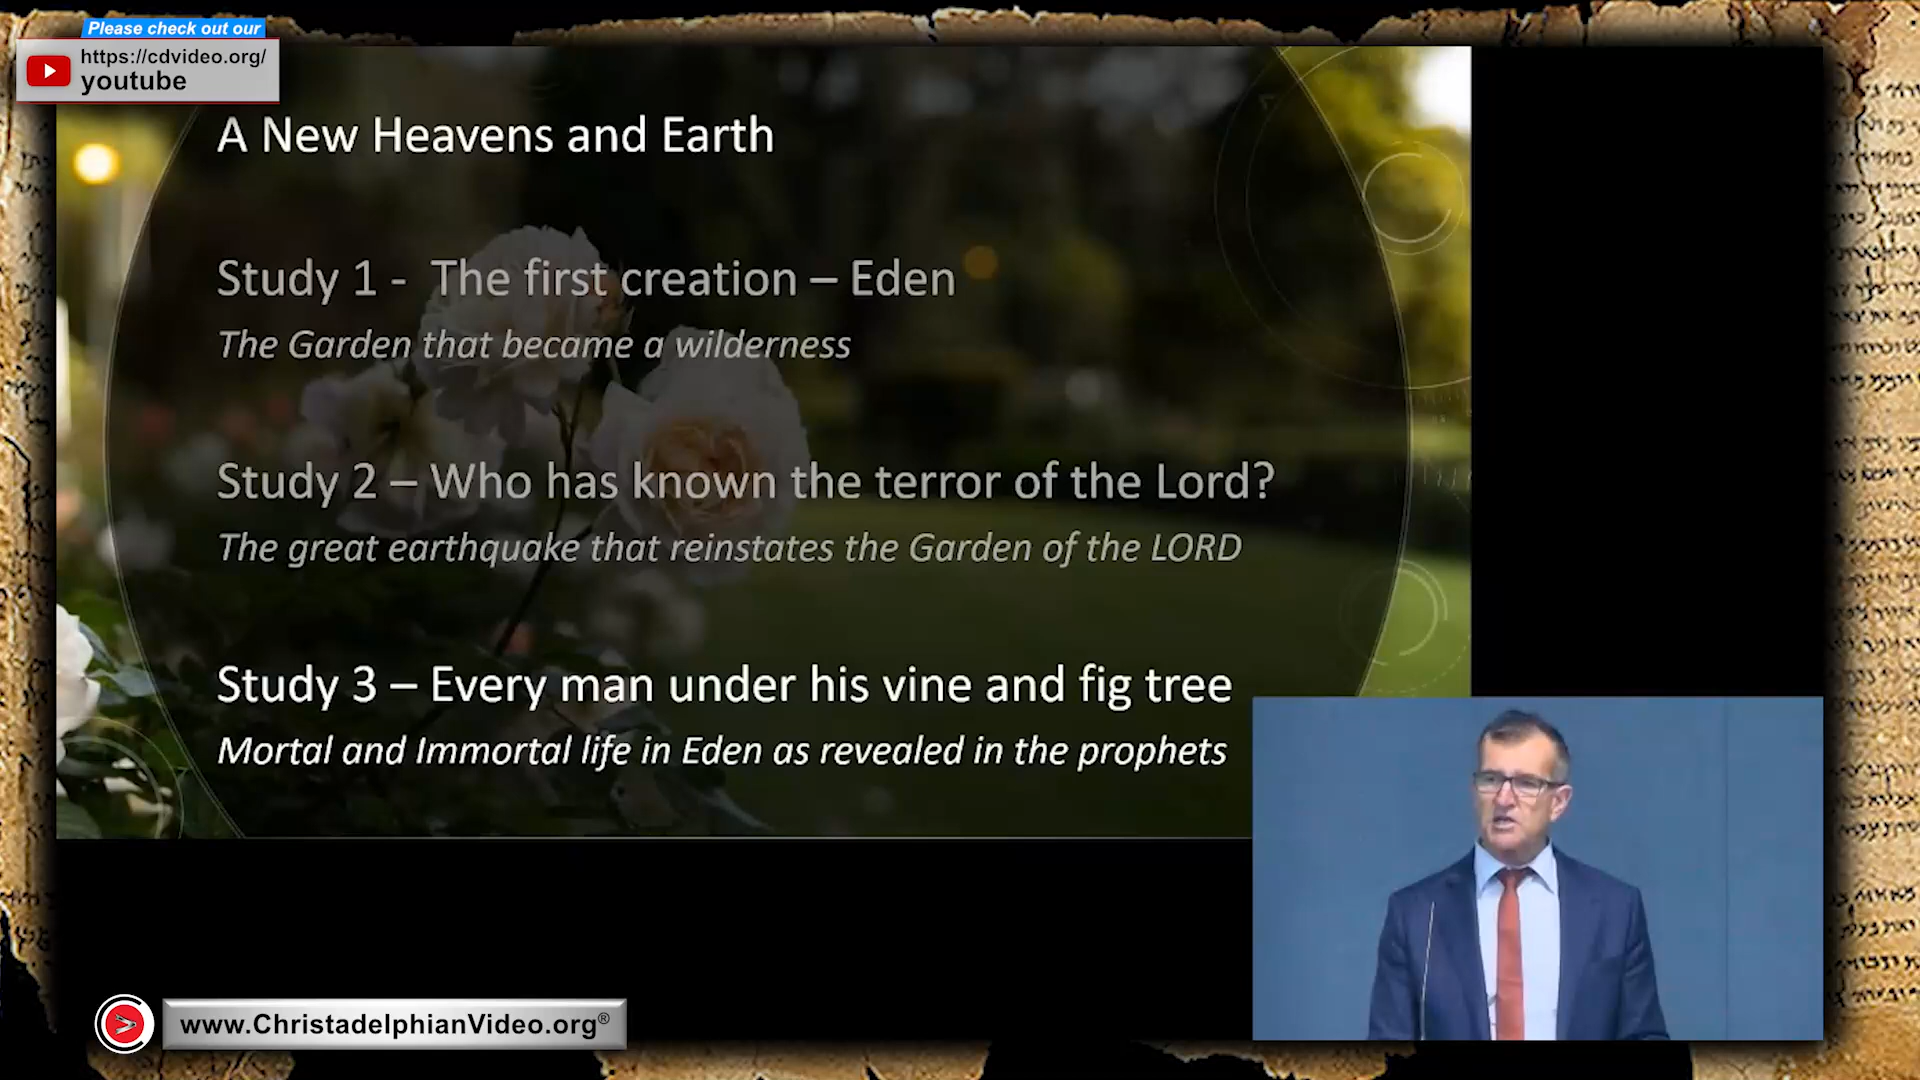 Please check out our
https://cdvideo.org/
youtube
A New Heavens and Earth
Study 1 - The first creation – Eden
The Garden that became a wilderness
Study 2 – Who has known the terror of the Lord?
The great earthquake that reinstates the Garden of the LORD
Study 3 – Every man under his vine and fig tree
Mortal and Immortal life in Eden as revealed in the prophets
www.ChristadelphianVideo.org®